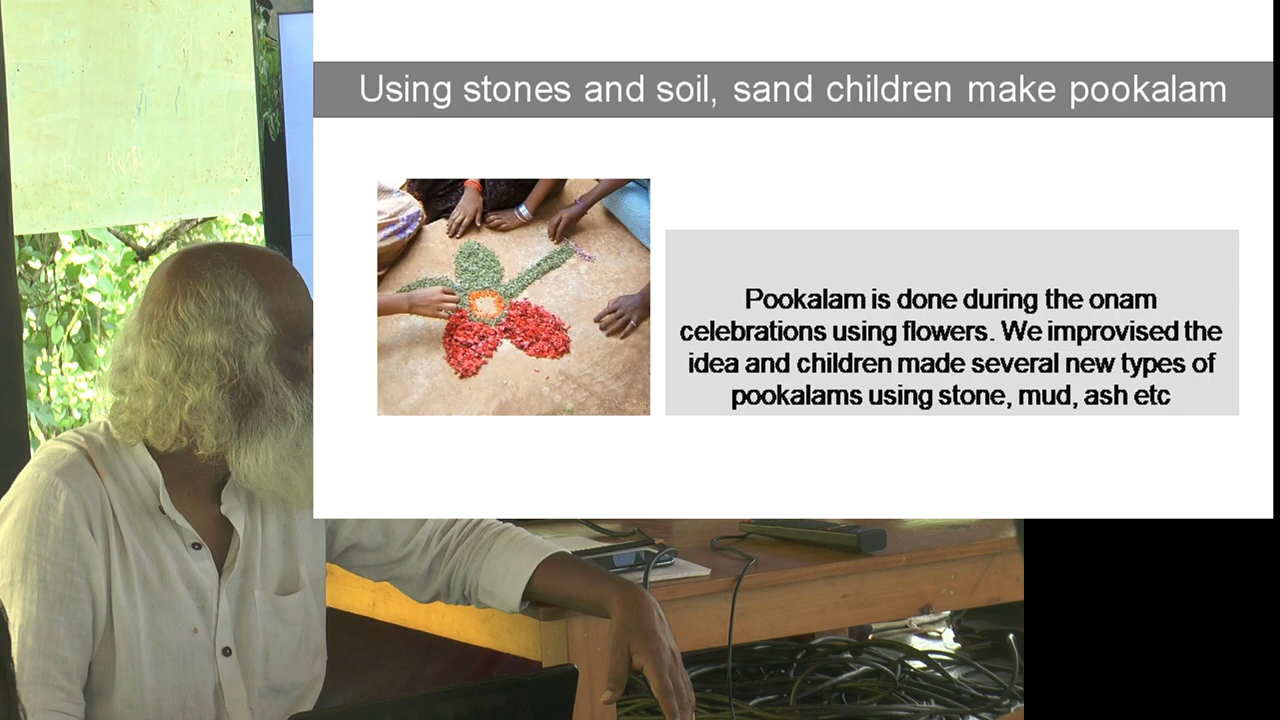 Using stones and soil, sand children make pookalam
Pookalam is done during the onam
celebrations using flowers. We improvised the
idea and children made several new types of
pookalams using stone, mud, ash etc